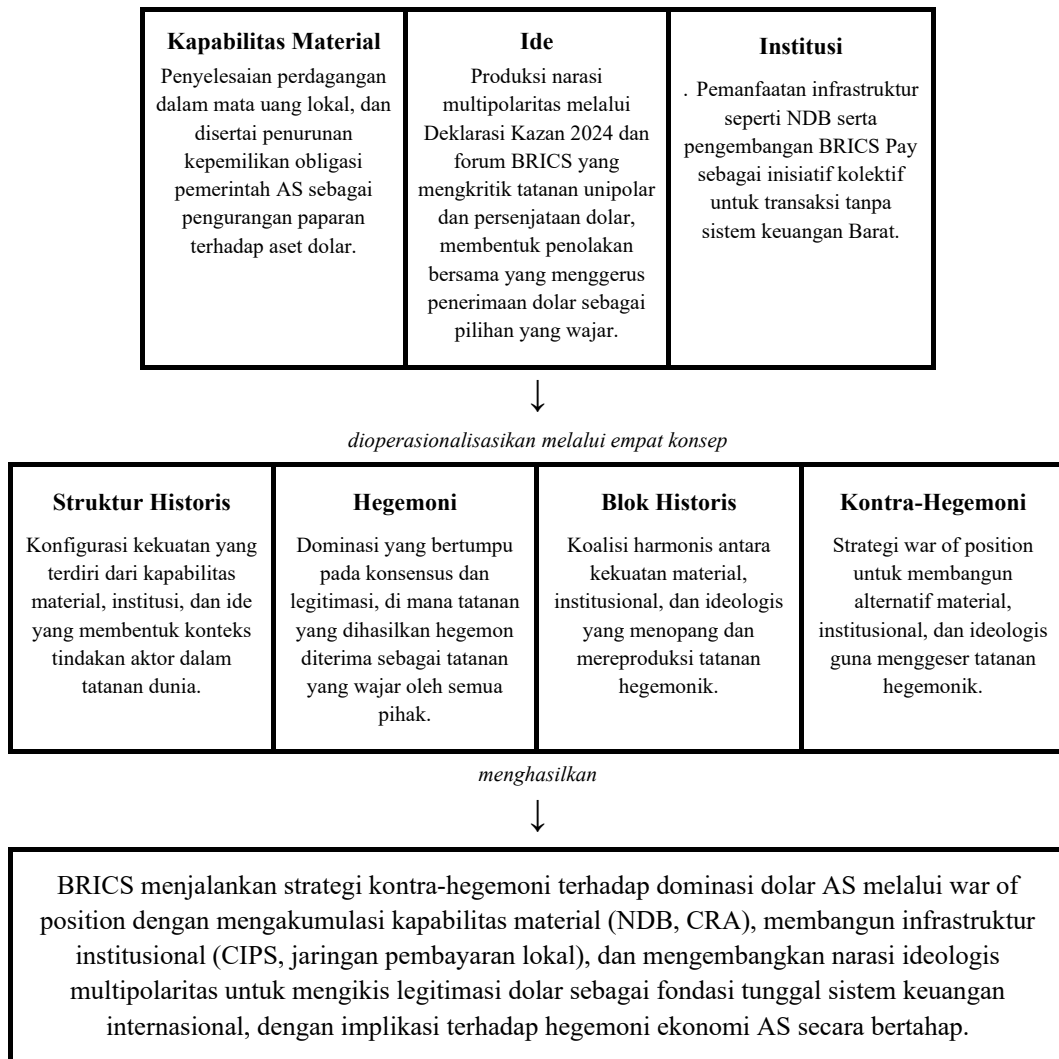 Kapabilitas Material
Penyelesaian perdagangan
dalam mata uang lokal, dan
disertai penurunan
kepemilikan obligasi
pemerintah AS sebagai
pengurangan paparan
terhadap aset dolar.
Ide
Produksi narasi
multipolaritas melalui
Deklarasi Kazan 2024 dan
forum BRICS yang
mengkritik tatanan unipolar
dan persenjataan dolar,
membentuk penolakan
bersama yang menggerus
penerimaan dolar sebagai
pilihan yang wajar.
Institusi
. Pemanfaatan infrastruktur
seperti NDB serta
pengembangan BRICS Pay
sebagai inisiatif kolektif
untuk transaksi tanpa
sistem keuangan Barat.
↓
dioperasionalisasikan melalui empat konsep
Struktur Historis
Konfigurasi kekuatan yang
terdiri dari kapabilitas
material, institusi, dan ide
yang membentuk konteks
tindakan aktor dalam
tatanan dunia.
Hegemoni
Dominasi yang bertumpu
pada konsensus dan
legitimasi, di mana tatanan
yang dihasilkan hegemon
diterima sebagai tatanan
yang wajar oleh semua
pihak.
Blok Historis
Koalisi harmonis antara
kekuatan material,
institusional, dan ideologis
yang menopang dan
mereproduksi tatanan
hegemonik.
Kontra-Hegemoni
Strategi war of position
untuk membangun
alternatif material,
institusional, dan ideologis
guna menggeser tatanan
hegemonik.
menghasilkan
↓
BRICS menjalankan strategi kontra-hegemoni terhadap dominasi dolar AS melalui war of
position dengan mengakumulasi kapabilitas material (NDB, CRA), membangun infrastruktur
institusional (CIPS, jaringan pembayaran lokal), dan mengembangkan narasi ideologis
multipolaritas untuk mengikis legitimasi dolar sebagai fondasi tunggal sistem keuangan
internasional, dengan implikasi terhadap hegemoni ekonomi AS secara bertahap.